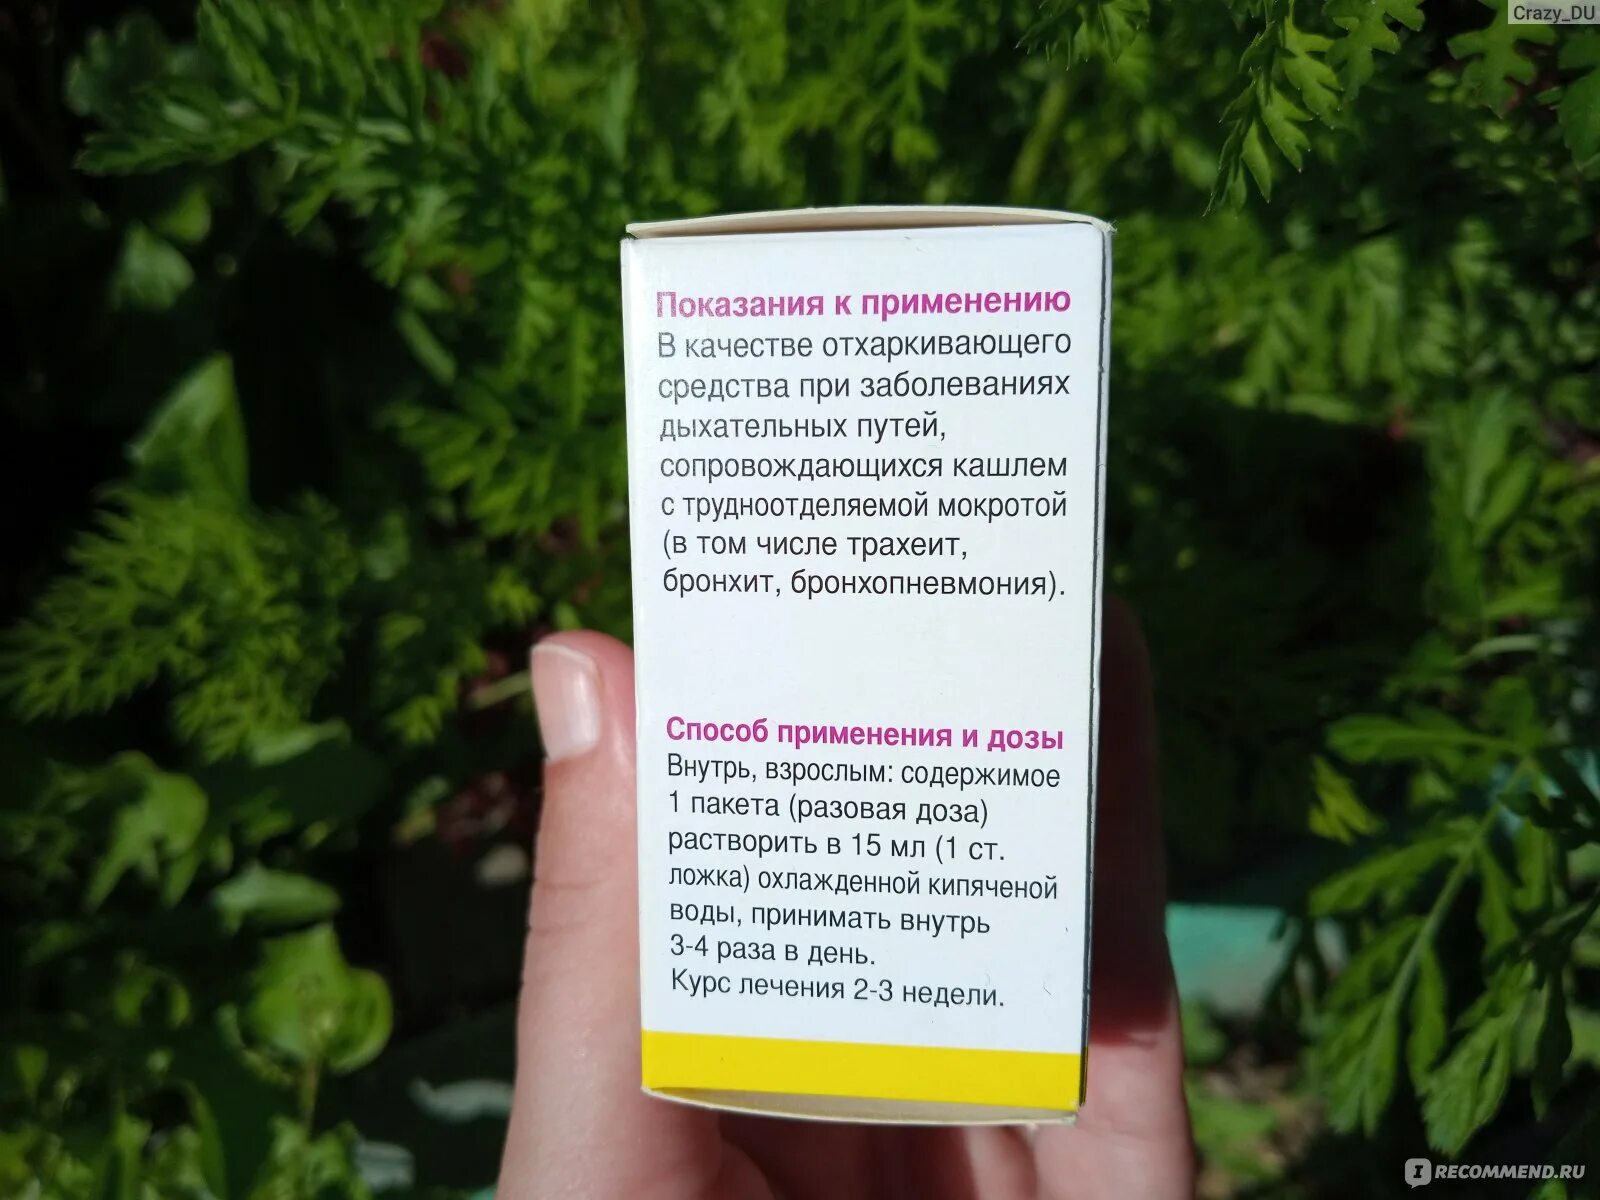 Crazy_DU
Показания к применению
В качестве отхаркивающего
средства при заболеваниях
дыхательных путей,
сопровождающихся кашлем
с трудноотделяемой мокротой
(в том числе трахеит,
бронхит, бронхопневмония).
Способ применения и дозы
Внутрь, взрослым: содержимое
1 пакета (разовая доза)
растворить в 15 мл (1 ст.
ложка) охлажденной кипяченой
воды, принимать внутрь
3-4 раза в день.
Курс лечения 2-3 недели.
IRECOMMEND.RU